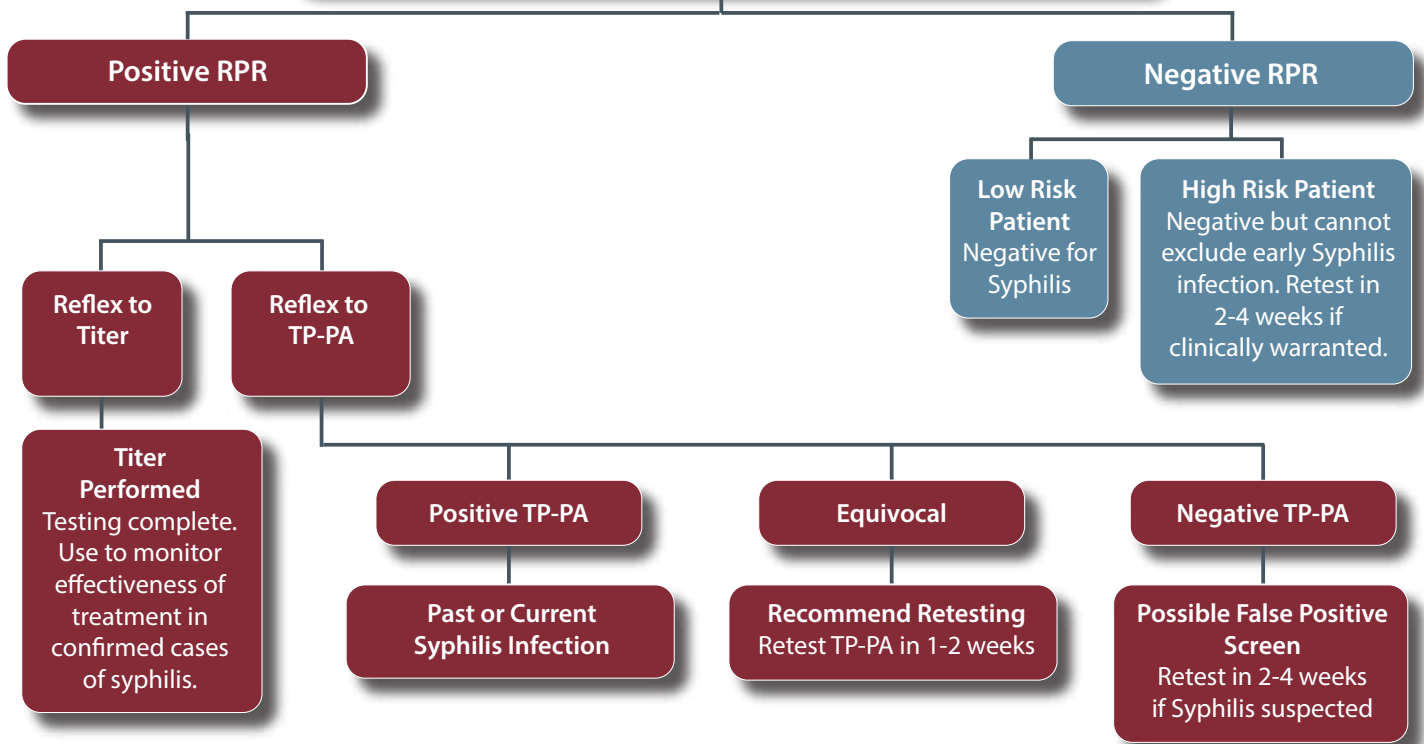 Positive RPR
Negative RPR
Low Risk
Patient
Negative for
Syphilis
High Risk Patient
Negative but cannot
exclude early Syphilis
infection. Retest in
2-4 weeks if
clinically warranted.
Reflex to
Titer
Reflex to
TP-PA
Titer
Performed
Testing complete.
Use to monitor
effectiveness of
treatment in
confirmed cases
of syphilis.
Positive TP-PA
Equivocal
Negative TP-PA
Past or Current
Syphilis Infection
Recommend Retesting
Retest TP-PA in 1-2 weeks
Possible False Positive
Screen
Retest in 2-4 weeks
if Syphilis suspected